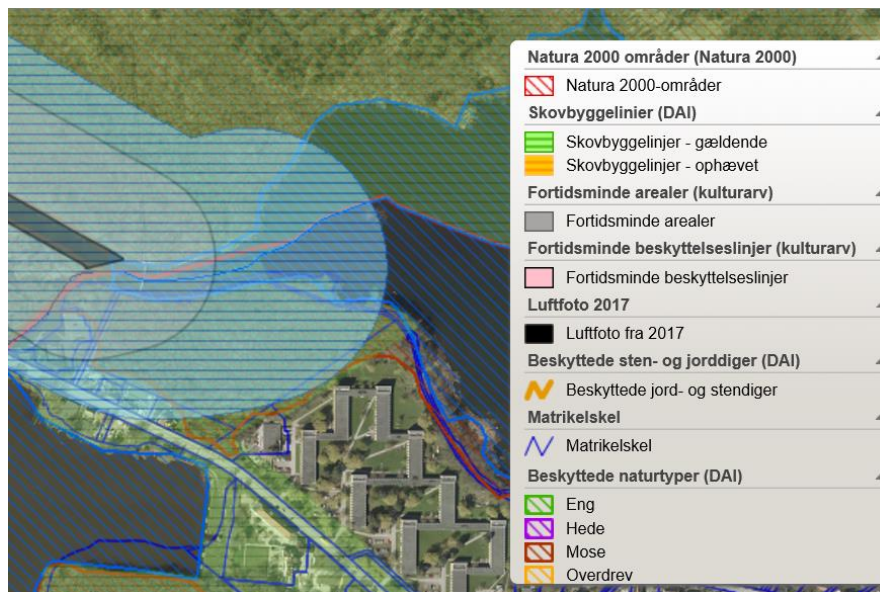 Natura 2000 områder (Natura 2000)
Natura 2000-områder
Skovbyggelinier (DAI)
Skovbyggelinjer - gældende
Skovbyggelinjer - ophævet
Fortidsminde arealer (kulturarv)
Fortidsminde arealer
Fortidsminde beskyttelseslinjer (kulturarv)
Fortidsminde beskyttelseslinjer
Luftfoto 2017
Luftfoto fra 2017
Beskyttede sten- og jorddiger (DAI)
Beskyttede jord- og stendiger
Matrikelskel
Matrikelskel
Beskyttede naturtyper (DAI)
Eng
Hede
Mose
Overdrev